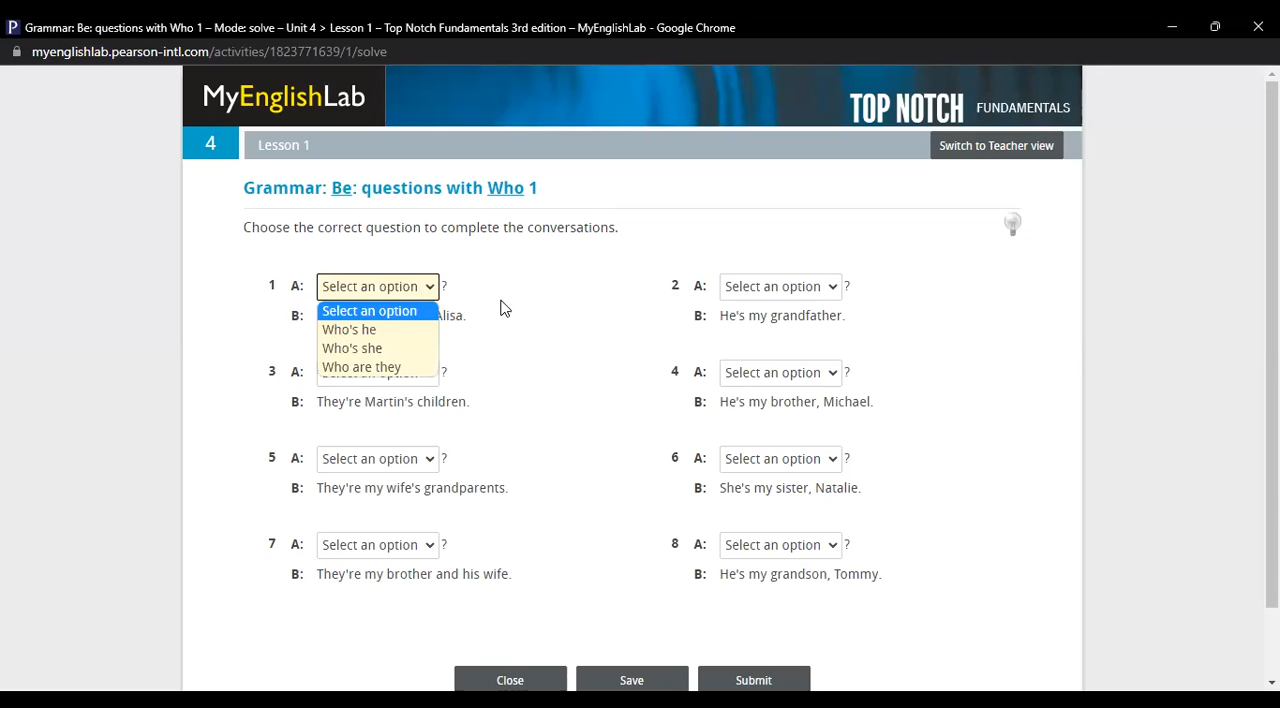 Grammar: Be: questions with Who 1 – Mode: solve – Unit 4 > Lesson 1 – Top Notch Fundamentals 3rd edition – MyEnglishLab - Google Chrome
myenglishlab.pearson-intl.com/activities/1823771639/1/solve
MyEnglishLab
TOP NOTCH FUNDAMENTALS
4 Lesson 1 Switch to Teacher view
Grammar: Be: questions with Who 1
Choose the correct question to complete the conversations.
1 A: Select an option ?
Select an option
Who's he
Who's she
Who are they
B: Alisa.
2 A: Select an option ?
B: He's my grandfather.
3 A: ?
B: They're Martin's children.
4 A: Select an option ?
B: He's my brother, Michael.
5 A: Select an option ?
B: They're my wife's grandparents.
6 A: Select an option ?
B: She's my sister, Natalie.
7 A: Select an option ?
B: They're my brother and his wife.
8 A: Select an option ?
B: He's my grandson, Tommy.
Close Save Submit